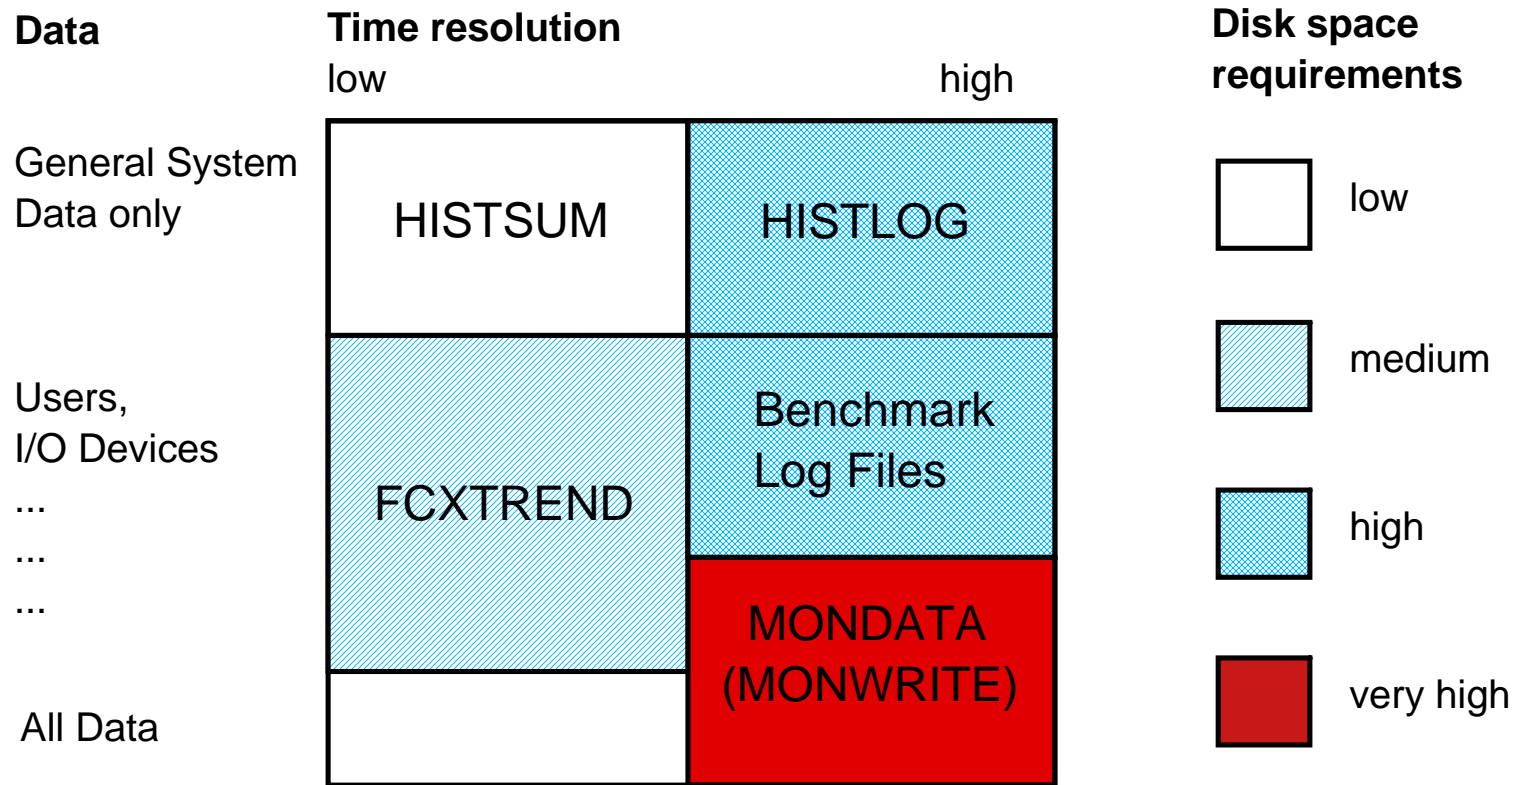 Data
Time resolution
low
high
Disk space
requirements
General System
Data only
HISTSUM
HISTLOG
low
medium
Users,
I/O Devices
...
...
...
FCXTREND
Benchmark
Log Files
high
MONDATA
(MONWRITE)
All Data
very high